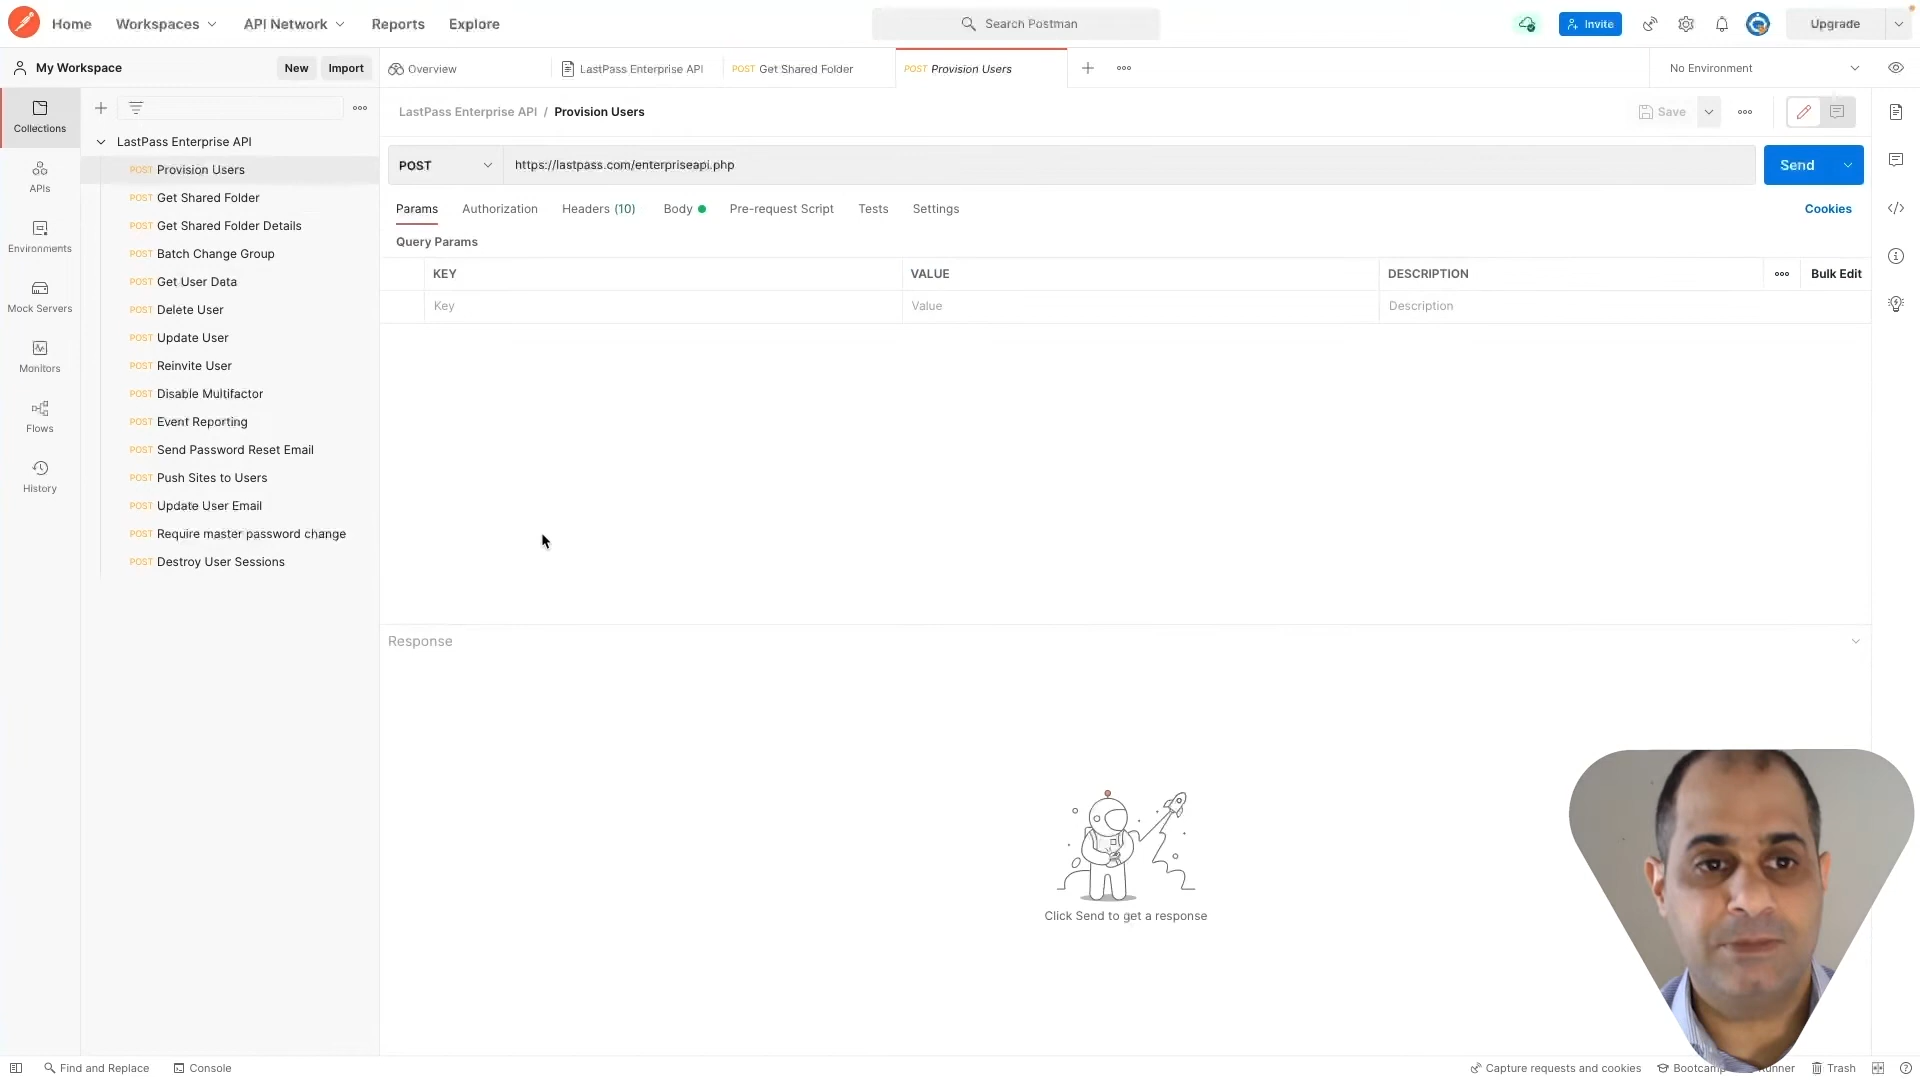 Home
Workspaces
API Network
Reports
Explore
Search Postman
Invite
Upgrade
My Workspace
New
Import
Overview
LastPass Enterprise API
POST Get Shared Folder
POST Provision Users
No Environment
Collections
APIs
Environments
Mock Servers
Monitors
Flows
History
LastPass Enterprise API
POST Provision Users
POST Get Shared Folder
POST Get Shared Folder Details
POST Batch Change Group
POST Get User Data
POST Delete User
POST Update User
POST Reinvite User
POST Disable Multifactor
POST Event Reporting
POST Send Password Reset Email
POST Push Sites to Users
POST Update User Email
POST Require master password change
POST Destroy User Sessions
LastPass Enterprise API / Provision Users
Save
POST
https://lastpass.com/enterpriseapi.php
Send
Params
Authorization
Headers (10)
Body
Pre-request Script
Tests
Settings
Cookies
Query Params
KEY
VALUE
DESCRIPTION
Bulk Edit
Key
Value
Description
Response
Click Send to get a response
Find and Replace
Console
Capture requests and cookies
Trash